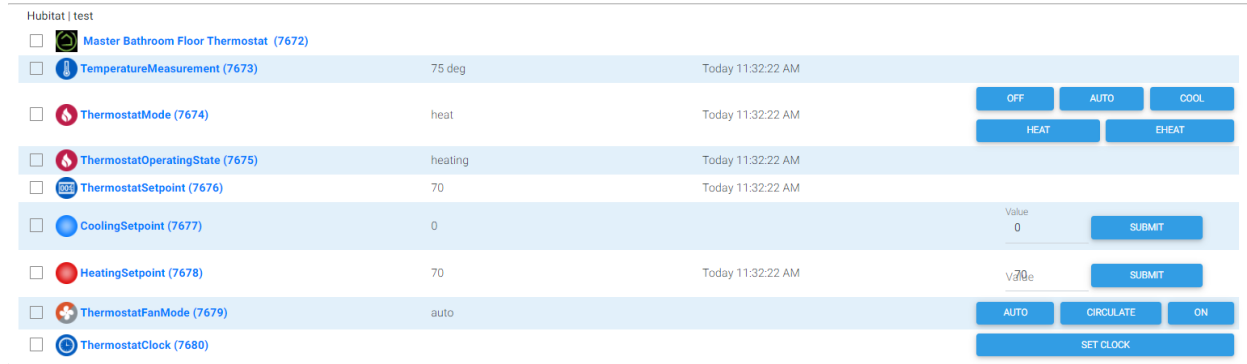 Hubitat | test
Master Bathroom Floor Thermostat (7672)
TemperatureMeasurement (7673) 75 deg Today 11:32:22 AM
ThermostatMode (7674) heat Today 11:32:22 AM OFF AUTO COOL
HEAT EHEAT
ThermostatOperatingState (7675) heating Today 11:32:22 AM
ThermostatSetpoint (7676) 70 Today 11:32:22 AM
Value
CoolingSetpoint (7677) 0 0 SUBMIT
HeatingSetpoint (7678) 70 Today 11:32:22 AM Value 70 SUBMIT
ThermostatFanMode (7679) auto AUTO CIRCULATE ON
ThermostatClock (7680) SET CLOCK